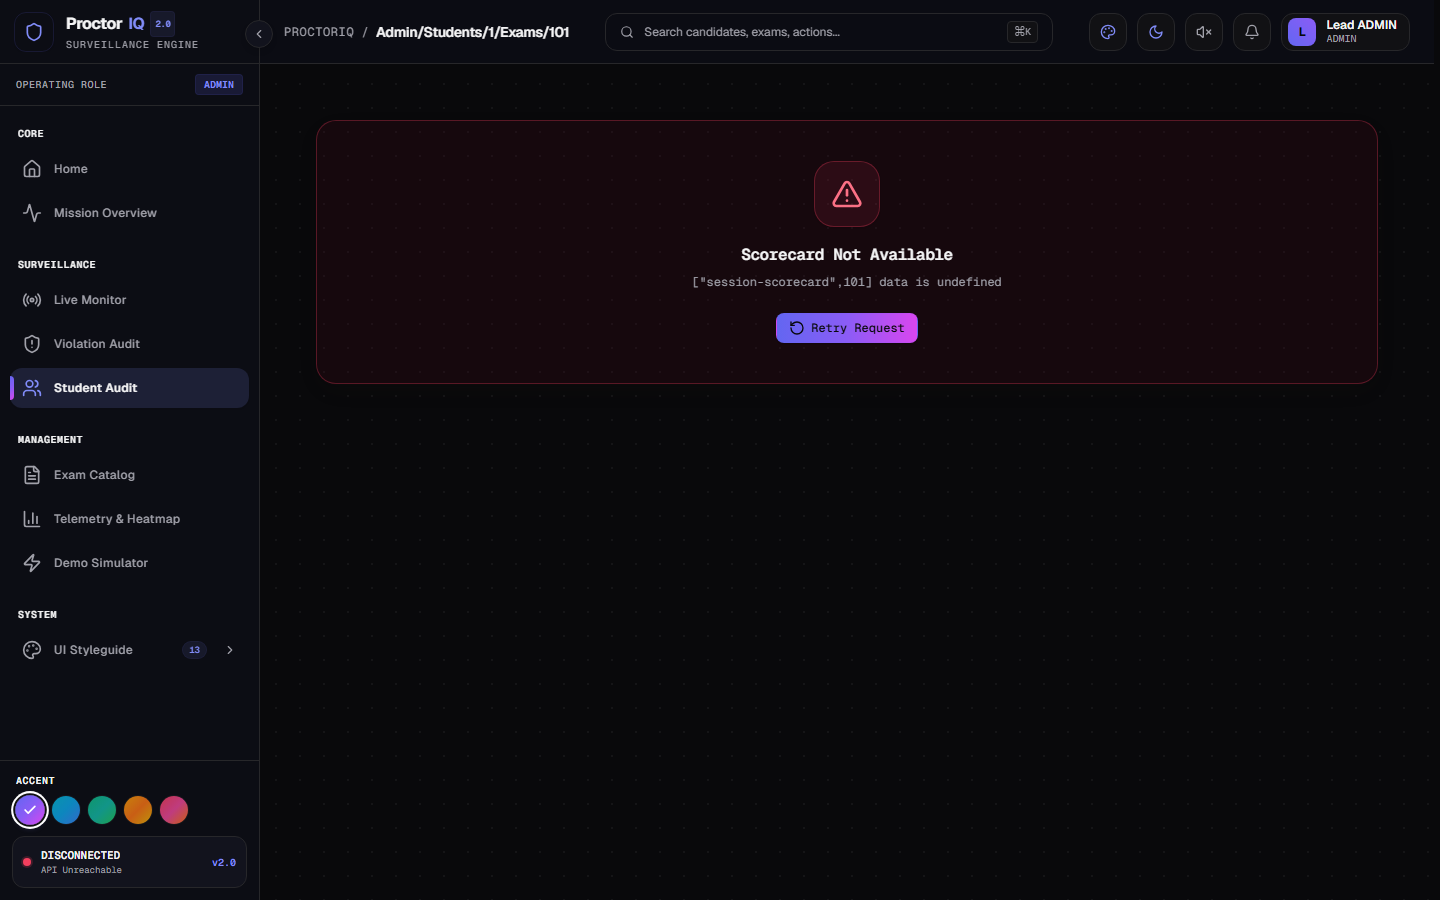 Proctor IQ 2.0
SURVEILLANCE ENGINE
PROCTORIQ / Admin/Students/1/Exams/101
Search candidates, exams, actions... ⌘K
L
Lead ADMIN
ADMIN
OPERATING ROLE ADMIN
CORE
Home
Mission Overview
SURVEILLANCE
Live Monitor
Violation Audit
Student Audit
MANAGEMENT
Exam Catalog
Telemetry & Heatmap
Demo Simulator
SYSTEM
UI Styleguide 13
ACCENT
DISCONNECTED
API Unreachable
v2.0
Scorecard Not Available
["session-scorecard",101] data is undefined
Retry Request